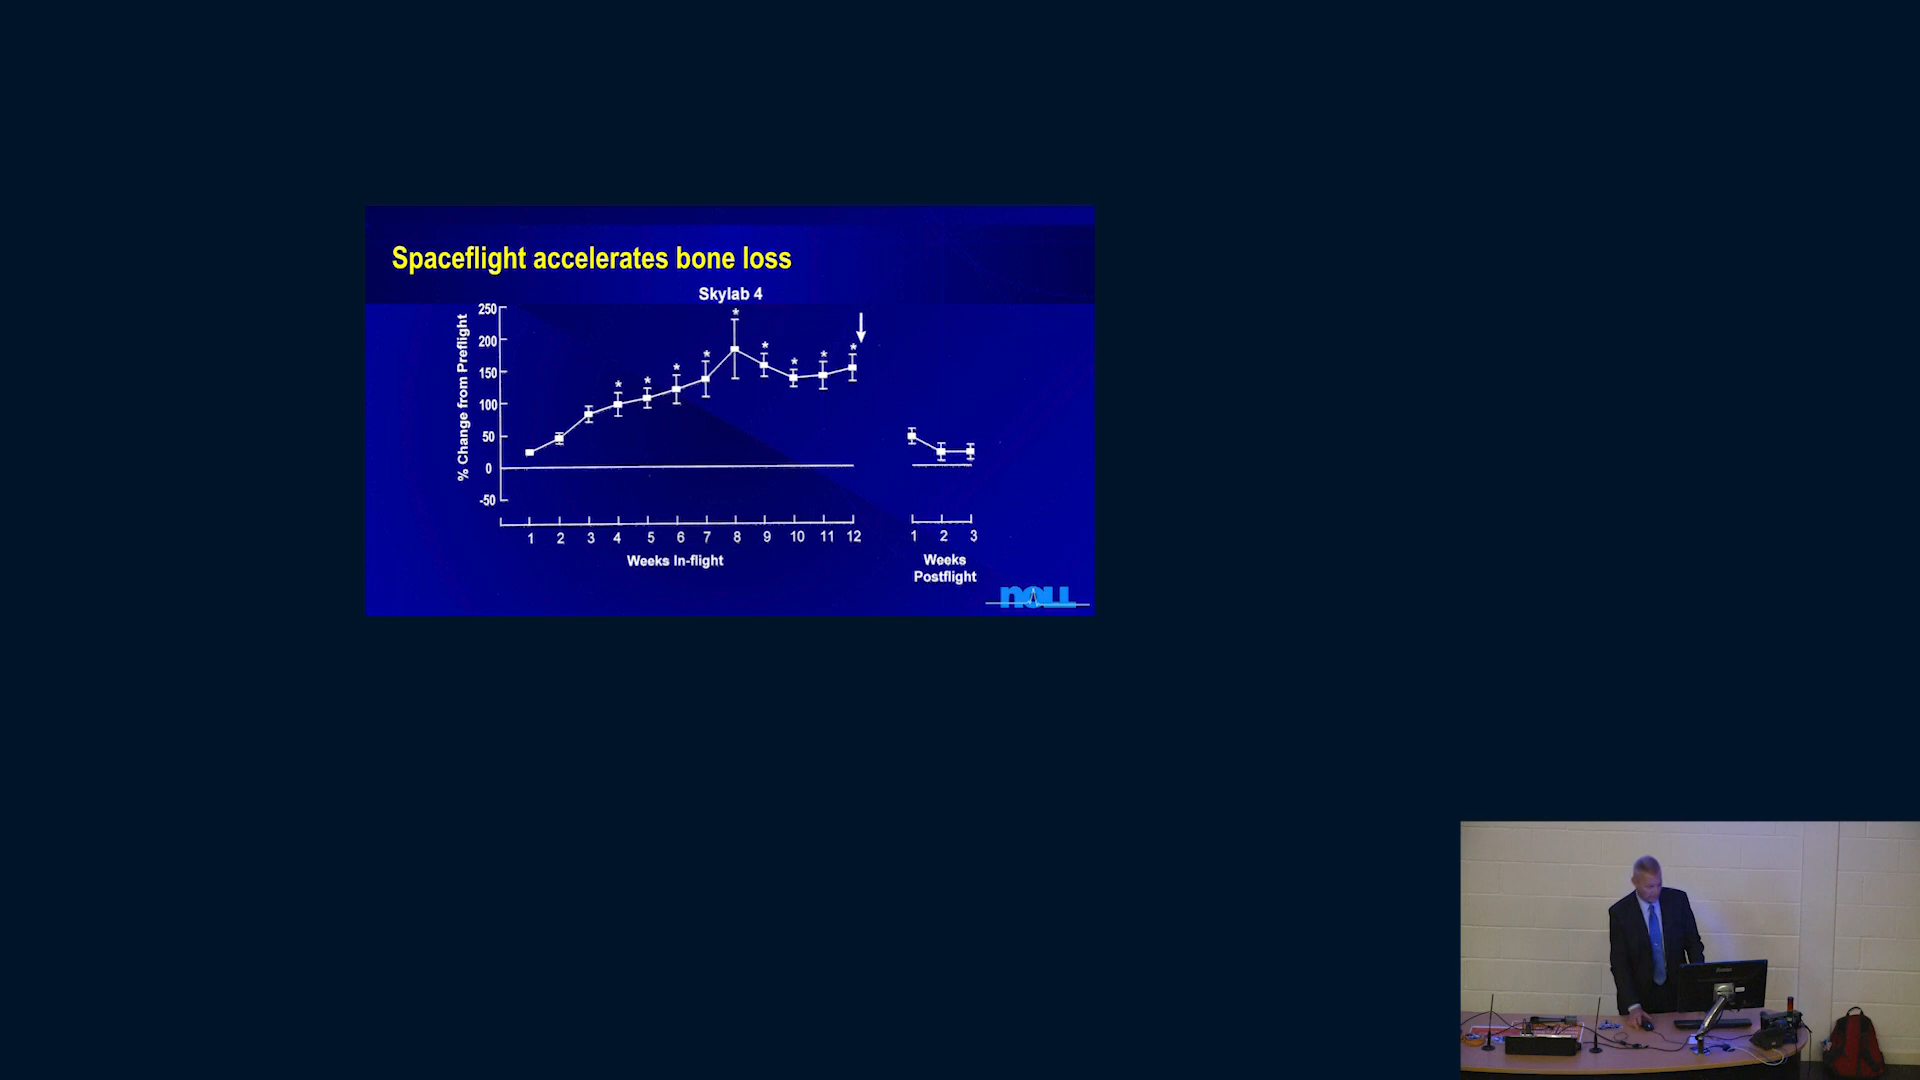 Spaceflight accelerates bone loss
Skylab 4
% Change from Preflight
250
200
150
100
50
0
-50
* * * * * * * * *
1 2 3 4 5 6 7 8 9 10 11 12
Weeks In-flight
1 2 3
Weeks
Postflight
noll